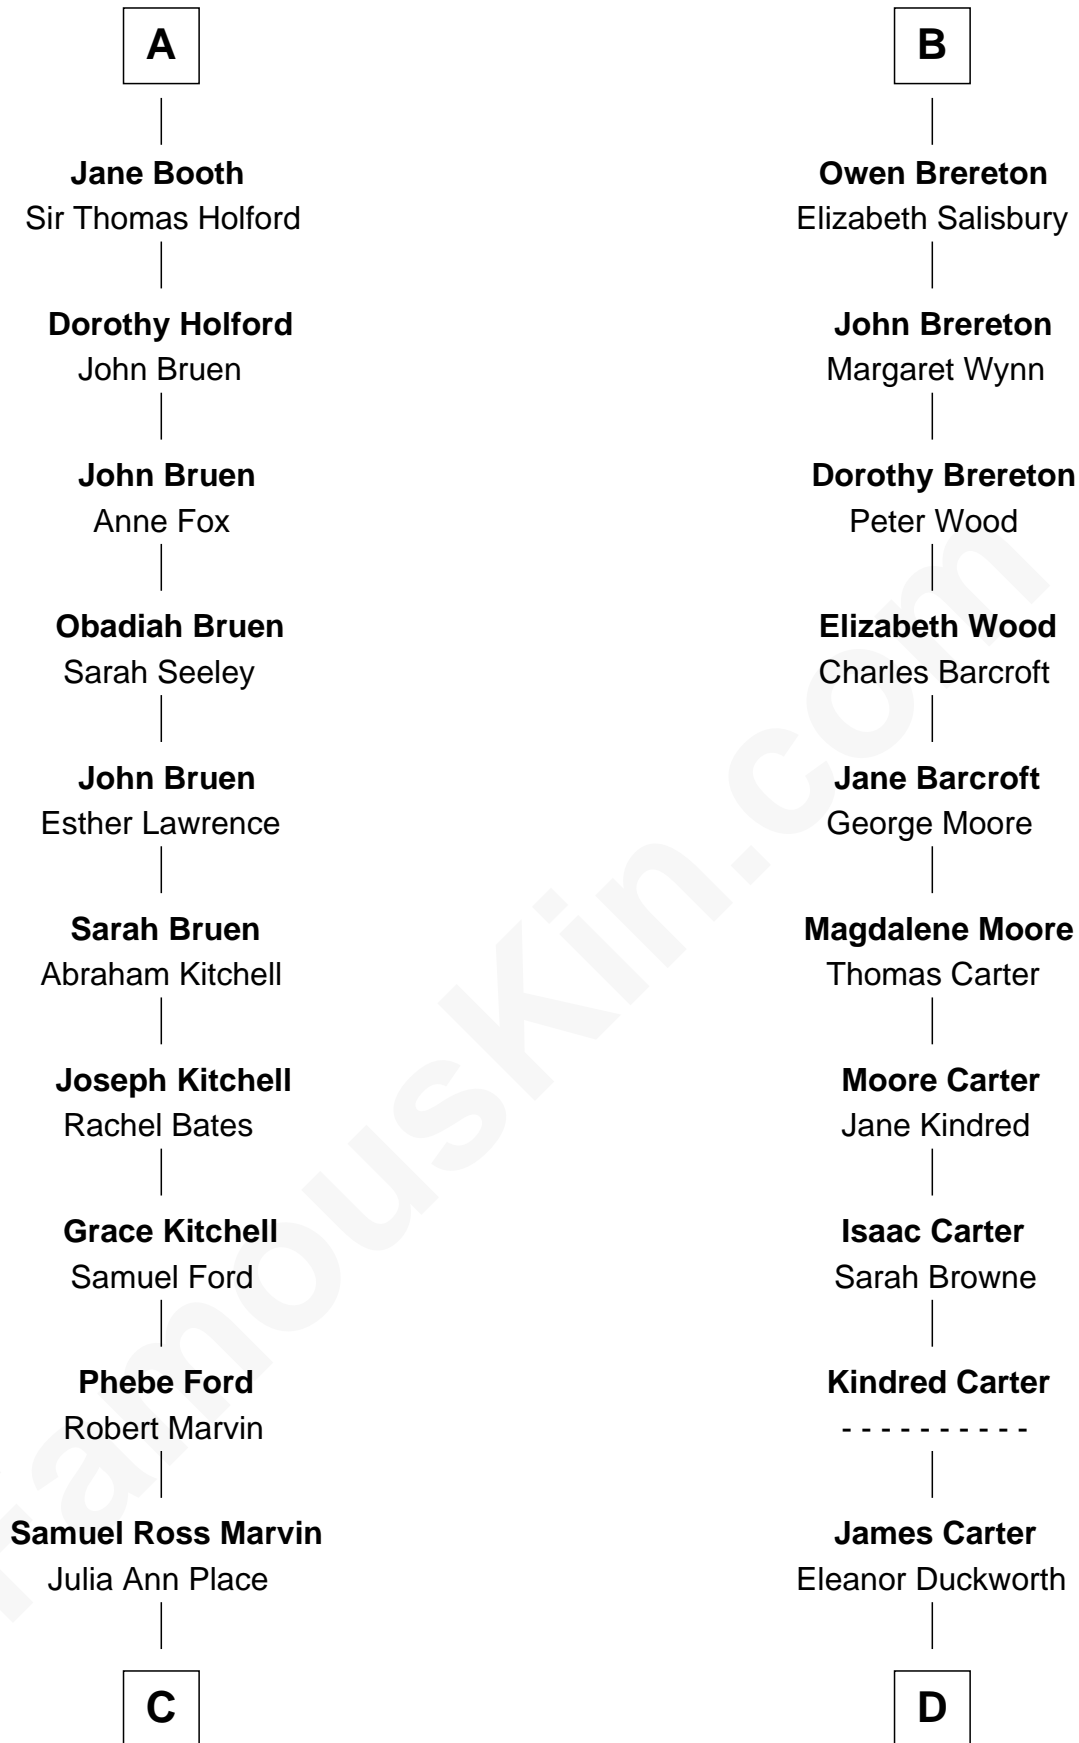 A
Jane Booth
Sir Thomas Holford
Dorothy Holford
John Bruen
John Bruen
Anne Fox
Obadiah Bruen
Sarah Seeley
John Bruen
Esther Lawrence
Sarah Bruen
Abraham Kitchell
Joseph Kitchell
Rachel Bates
Grace Kitchell
Samuel Ford
Phebe Ford
Robert Marvin
Samuel Ross Marvin
Julia Ann Place
C
B
Owen Brereton
Elizabeth Salisbury
John Brereton
Margaret Wynn
Dorothy Brereton
Peter Wood
Elizabeth Wood
Charles Barcroft
Jane Barcroft
George Moore
Magdalene Moore
Thomas Carter
Moore Carter
Jane Kindred
Isaac Carter
Sarah Browne
Kindred Carter
- - - - - - - - - -
James Carter
Eleanor Duckworth
D
FamousKin.com